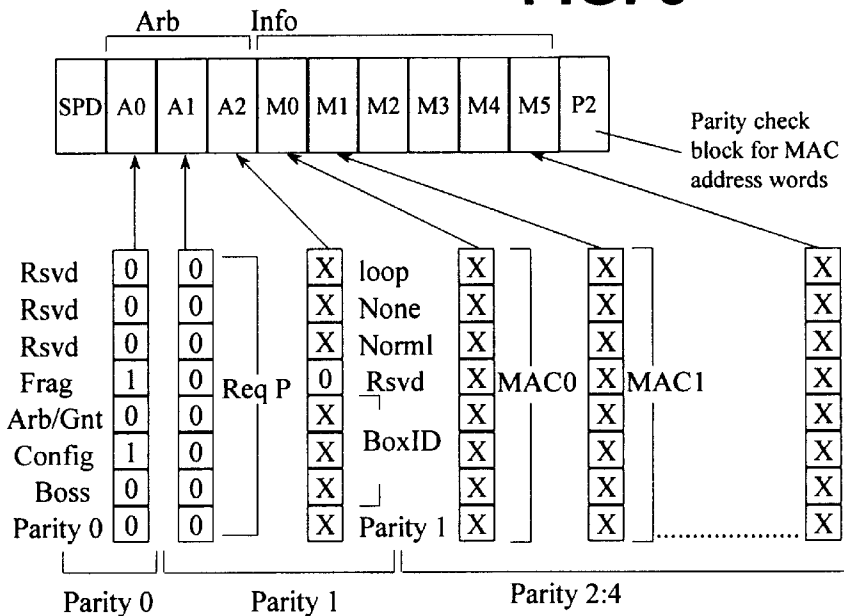 Arb Info
SPD A0 A1 A2 M0 M1 M2 M3 M4 M5 P2
Parity check
block for MAC
address words
Rsvd 0 0 X loop X X X
Rsvd 0 0 X None X X X
Rsvd 0 0 X Norml X X X
Frag 1 0 Req P 0 Rsvd X MAC0 X MAC1 X
Arb/Gnt 0 0 X X X X
Config 1 0 X BoxID X X X
Boss 0 0 X X X X
Parity 0 0 0 X Parity 1 X X X
Parity 0 Parity 1 Parity 2:4